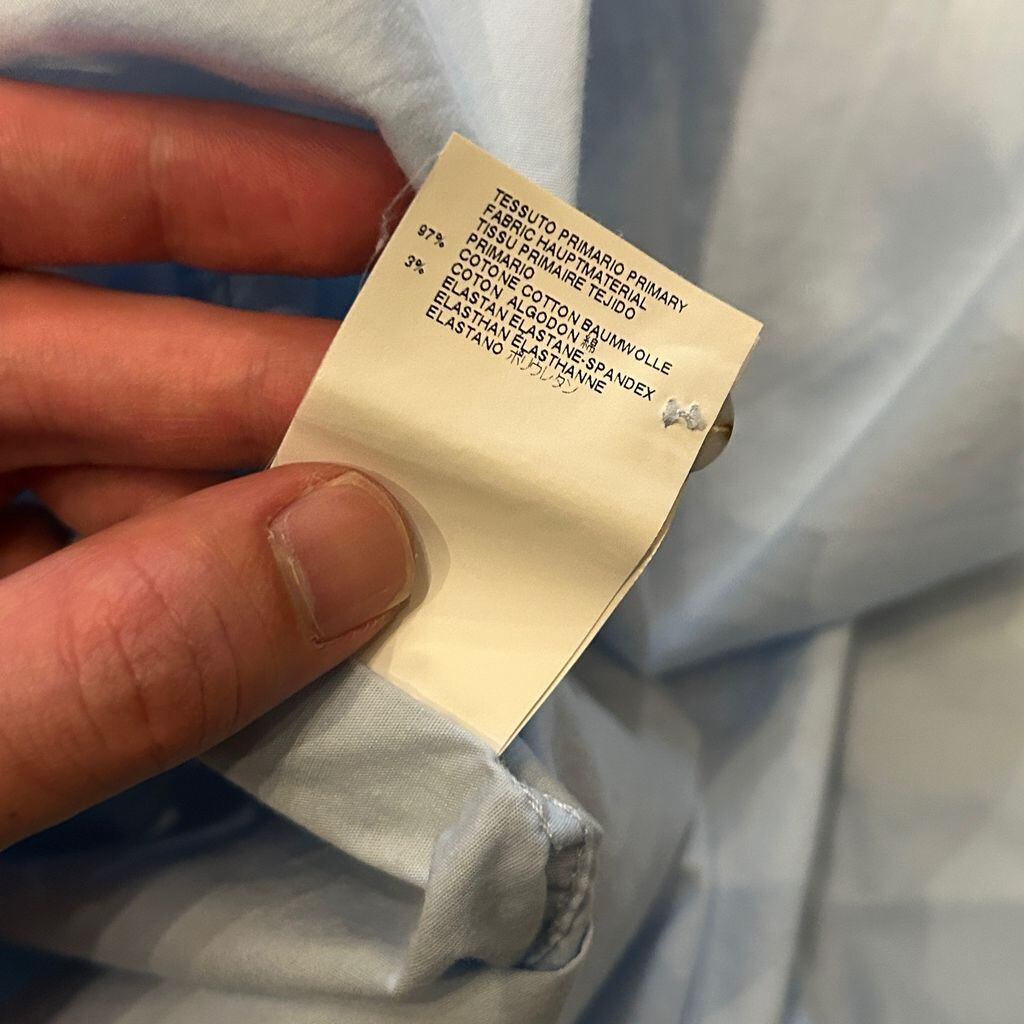 TESSUTO PRIMARIO PRIMARY
FABRIC HAUPTMATERIAL
TISSU PRIMAIRE TEJIDO
PRIMARIO
97% COTONE COTTON BAUMWOLLE
COTON ALGODON 綿
3% ELASTAN ELASTANE-SPANDEX
ELASTHAN ELASTHANNE
ELASTANO ポリウレタン